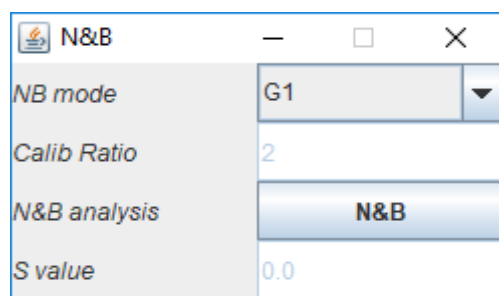 N&B
NB mode G1
Calib Ratio 2
N&B analysis N&B
S value 0.0